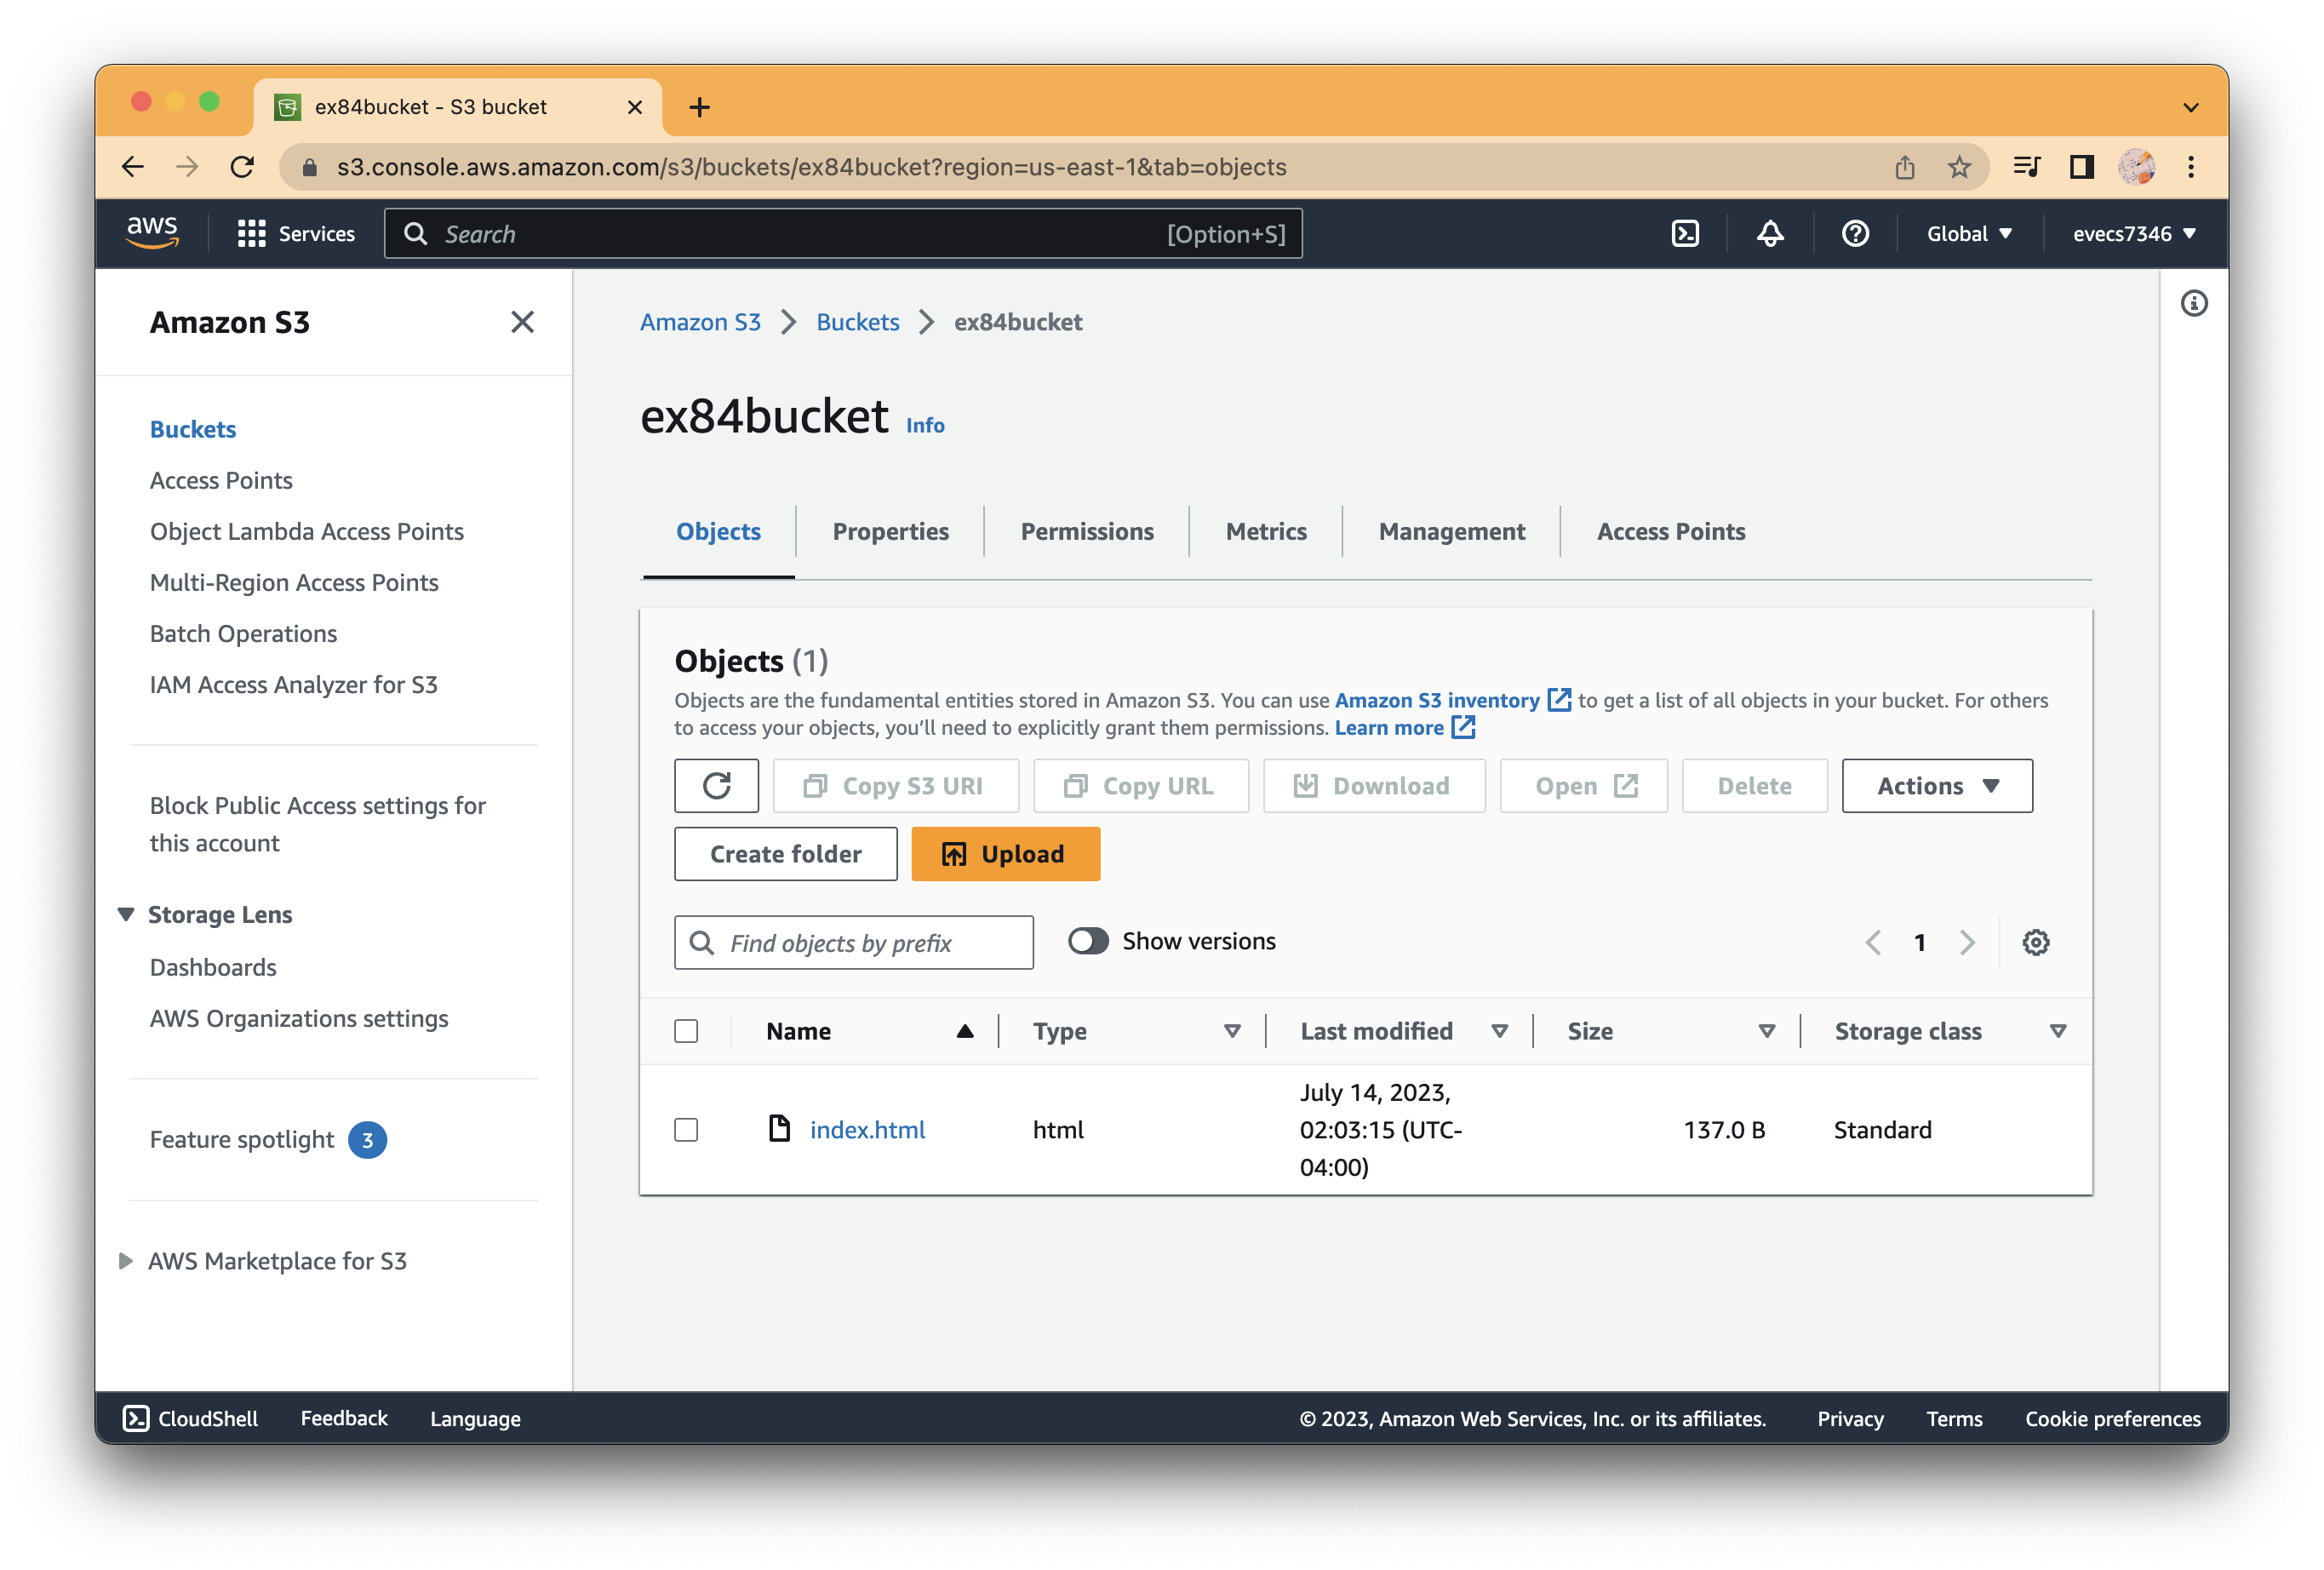 ex84bucket - S3 bucket
s3.console.aws.amazon.com/s3/buckets/ex84bucket?region=us-east-1&tab=objects
aws
Services
Search
[Option+S]
Global
evecs7346
Amazon S3
Buckets
Access Points
Object Lambda Access Points
Multi-Region Access Points
Batch Operations
IAM Access Analyzer for S3
Block Public Access settings for
this account
Storage Lens
Dashboards
AWS Organizations settings
Feature spotlight 3
AWS Marketplace for S3
Amazon S3 Buckets ex84bucket
ex84bucket Info
Objects Properties Permissions Metrics Management Access Points
Objects (1)
Objects are the fundamental entities stored in Amazon S3. You can use Amazon S3 inventory to get a list of all objects in your bucket. For others
to access your objects, you’ll need to explicitly grant them permissions. Learn more
Copy S3 URI Copy URL Download Open Delete Actions
Create folder Upload
Find objects by prefix Show versions 1
Name Type Last modified Size Storage class
index.html html July 14, 2023,
02:03:15 (UTC-
04:00) 137.0 B Standard
CloudShell Feedback Language © 2023, Amazon Web Services, Inc. or its affiliates. Privacy Terms Cookie preferences